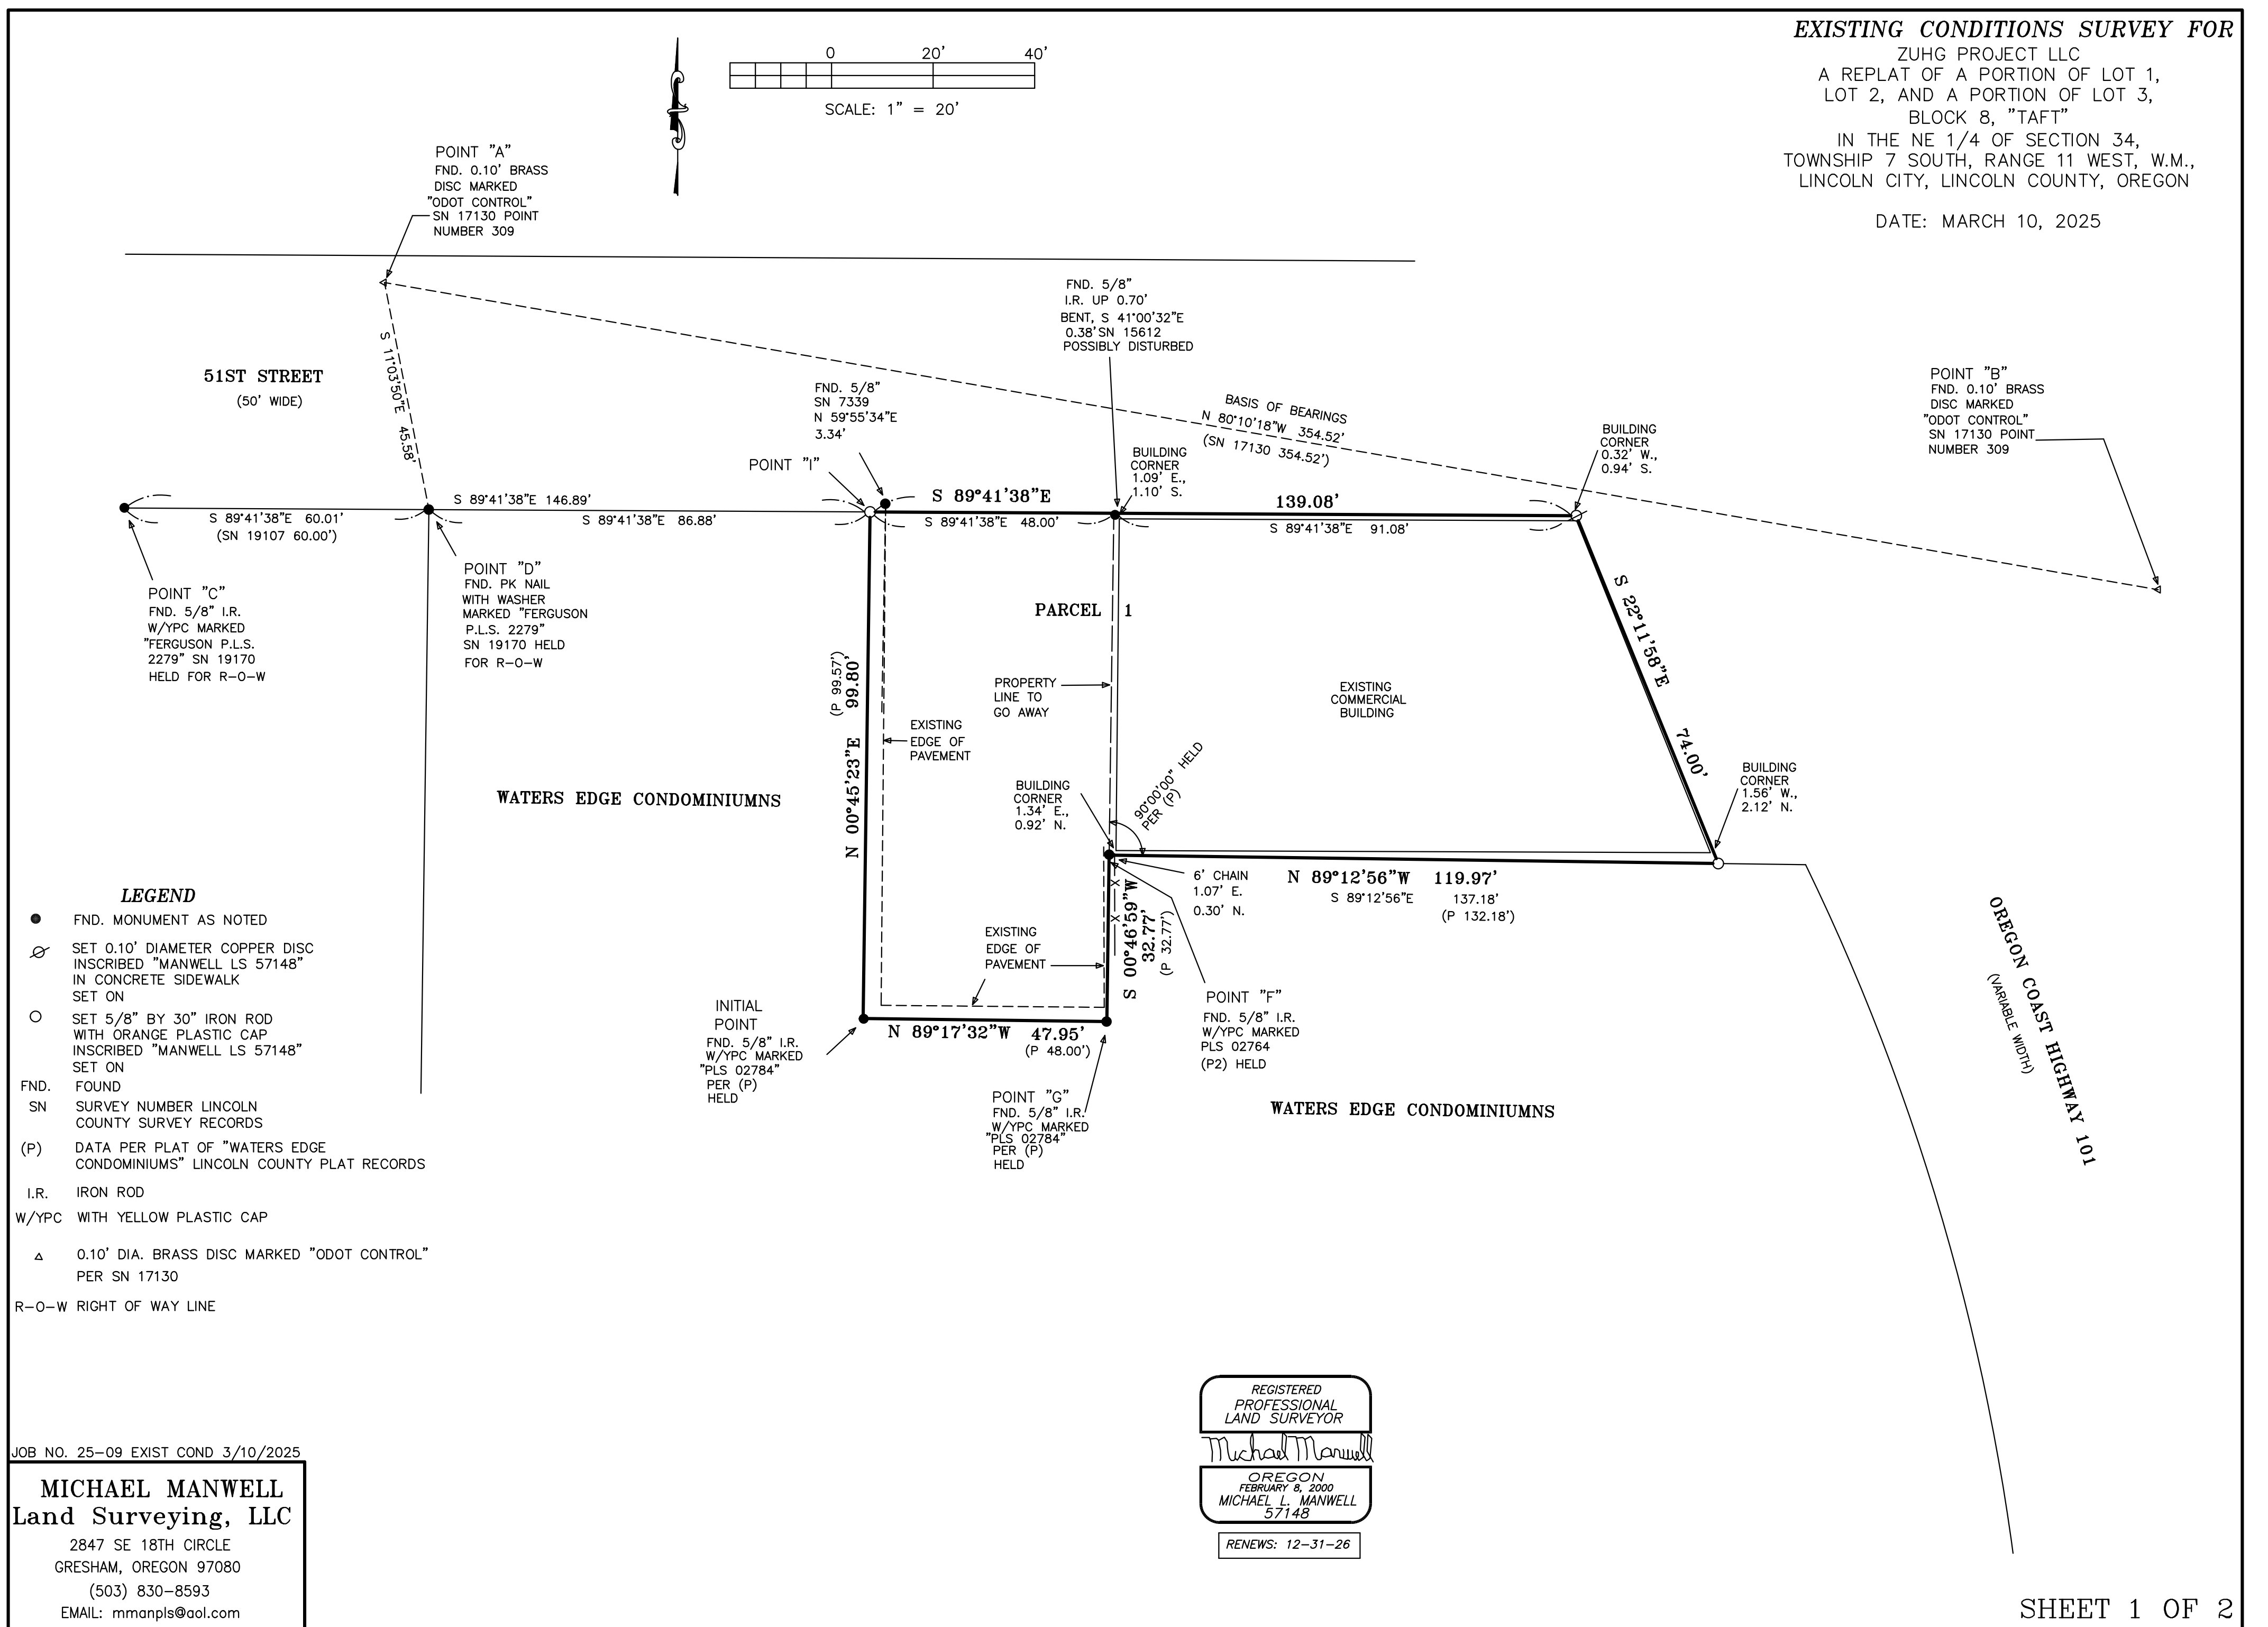 EXISTING CONDITIONS SURVEY FOR
ZUHG PROJECT LLC
A REPLAT OF A PORTION OF LOT 1,
LOT 2, AND A PORTION OF LOT 3,
BLOCK 8, "TAFT"
IN THE NE 1/4 OF SECTION 34,
TOWNSHIP 7 SOUTH, RANGE 11 WEST, W.M.,
LINCOLN CITY, LINCOLN COUNTY, OREGON
DATE: MARCH 10, 2025
0 20' 40'
SCALE: 1" = 20'
POINT "A"
FND. 0.10' BRASS
DISC MARKED
"ODOT CONTROL"
SN 17130 POINT
NUMBER 309
FND. 5/8"
I.R. UP 0.70'
BENT, S 41°00'32"E
0.38'SN 15612
POSSIBLY DISTURBED
51ST STREET
(50' WIDE)
S 11°03'50"E 45.58'
FND. 5/8"
SN 7339
N 59°55'34"E
3.34'
POINT "I"
BASIS OF BEARINGS
N 80°10'18"W 354.52'
(SN 17130 354.52')
BUILDING
CORNER
1.09' E.,
1.10' S.
BUILDING
CORNER
0.32' W.,
0.94' S.
POINT "B"
FND. 0.10' BRASS
DISC MARKED
"ODOT CONTROL"
SN 17130 POINT
NUMBER 309
S 89°41'38"E 146.89'
S 89°41'38"E 60.01'
(SN 19107 60.00')
S 89°41'38"E 86.88'
S 89°41'38"E 139.08'
S 89°41'38"E 48.00'
S 89°41'38"E 91.08'
POINT "C"
FND. 5/8" I.R.
W/YPC MARKED
"FERGUSON P.L.S.
2279" SN 19170
HELD FOR R-O-W
POINT "D"
FND. PK NAIL
WITH WASHER
MARKED "FERGUSON
P.L.S. 2279"
SN 19170 HELD
FOR R-O-W
PARCEL 1
S 22°11'58"E 74.00'
(P 99.57')
N 00°45'23"E 99.80'
PROPERTY
LINE TO
GO AWAY
EXISTING
COMMERCIAL
BUILDING
EXISTING
EDGE OF
PAVEMENT
WATERS EDGE CONDOMINIUMNS
BUILDING
CORNER
1.34' E.,
0.92' N.
90°00'00" HELD
PER (P)
BUILDING
CORNER
1.56' W.,
2.12' N.
6' CHAIN
1.07' E.
0.30' N.
N 89°12'56"W 119.97'
S 89°12'56"E 137.18'
(P 132.18')
X
X
S 00°46'59"W
32.77'
(P 32.77')
EXISTING
EDGE OF
PAVEMENT
INITIAL
POINT
FND. 5/8" I.R.
W/YPC MARKED
"PLS 02784"
PER (P)
HELD
N 89°17'32"W 47.95'
(P 48.00')
POINT "F"
FND. 5/8" I.R.
W/YPC MARKED
PLS 02764
(P2) HELD
POINT "G"
FND. 5/8" I.R.
W/YPC MARKED
"PLS 02784"
PER (P)
HELD
WATERS EDGE CONDOMINIUMNS
OREGON COAST HIGHWAY 101
(VARIABLE WIDTH)
LEGEND
FND. MONUMENT AS NOTED
SET 0.10' DIAMETER COPPER DISC
INSCRIBED "MANWELL LS 57148"
IN CONCRETE SIDEWALK
SET ON
SET 5/8" BY 30" IRON ROD
WITH ORANGE PLASTIC CAP
INSCRIBED "MANWELL LS 57148"
SET ON
FND. FOUND
SN SURVEY NUMBER LINCOLN
COUNTY SURVEY RECORDS
(P) DATA PER PLAT OF "WATERS EDGE
CONDOMINIUMS" LINCOLN COUNTY PLAT RECORDS
I.R. IRON ROD
W/YPC WITH YELLOW PLASTIC CAP
0.10' DIA. BRASS DISC MARKED "ODOT CONTROL"
PER SN 17130
R-O-W RIGHT OF WAY LINE
REGISTERED
PROFESSIONAL
LAND SURVEYOR
Michael Manwell
OREGON
FEBRUARY 8, 2000
MICHAEL L. MANWELL
57148
RENEWS: 12-31-26
JOB NO. 25-09 EXIST COND 3/10/2025
MICHAEL MANWELL
Land Surveying, LLC
2847 SE 18TH CIRCLE
GRESHAM, OREGON 97080
(503) 830-8593
EMAIL: mmanpls@aol.com
SHEET 1 OF 2